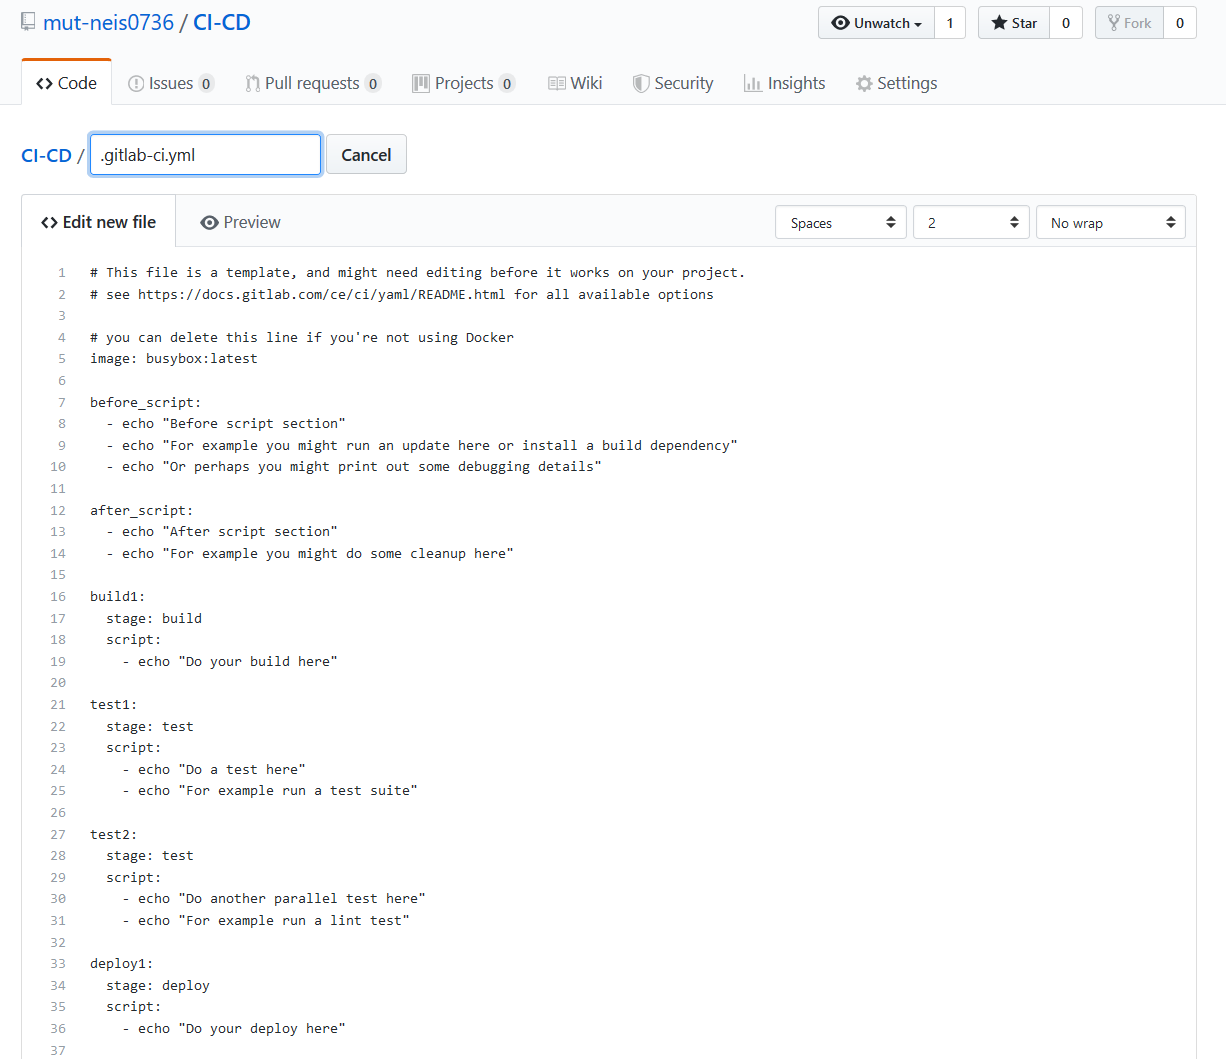 mut-neis0736 / CI-CD
Unwatch 1 Star 0 Fork 0
Code Issues 0 Pull requests 0 Projects 0 Wiki Security Insights Settings
CI-CD / .gitlab-ci.yml Cancel
Edit new file Preview Spaces 2 No wrap
1 # This file is a template, and might need editing before it works on your project.
2 # see https://docs.gitlab.com/ce/ci/yaml/README.html for all available options
3
4 # you can delete this line if you're not using Docker
5 image: busybox:latest
6
7 before_script:
8   - echo "Before script section"
9   - echo "For example you might run an update here or install a build dependency"
10   - echo "Or perhaps you might print out some debugging details"
11
12 after_script:
13   - echo "After script section"
14   - echo "For example you might do some cleanup here"
15
16 build1:
17   stage: build
18   script:
19     - echo "Do your build here"
20
21 test1:
22   stage: test
23   script:
24     - echo "Do a test here"
25     - echo "For example run a test suite"
26
27 test2:
28   stage: test
29   script:
30     - echo "Do another parallel test here"
31     - echo "For example run a lint test"
32
33 deploy1:
34   stage: deploy
35   script:
36     - echo "Do your deploy here"
37